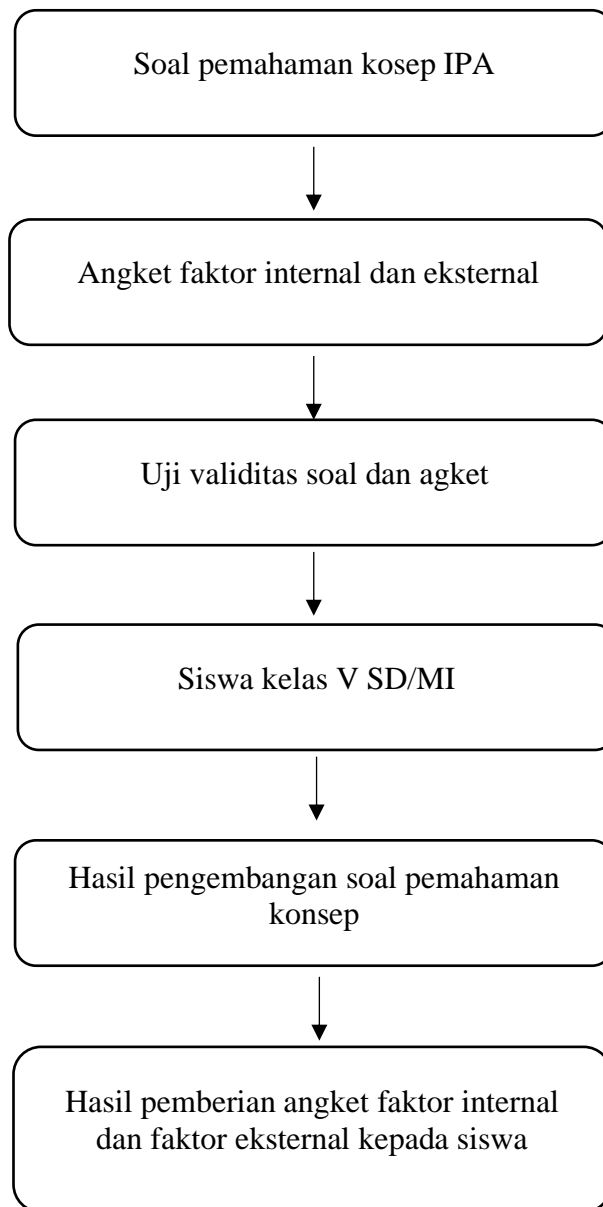 Soal pemahaman kosep IPA
Angket faktor internal dan eksternal
Uji validitas soal dan agket
Siswa kelas V SD/MI
Hasil pengembangan soal pemahaman
konsep
Hasil pemberian angket faktor internal
dan faktor eksternal kepada siswa